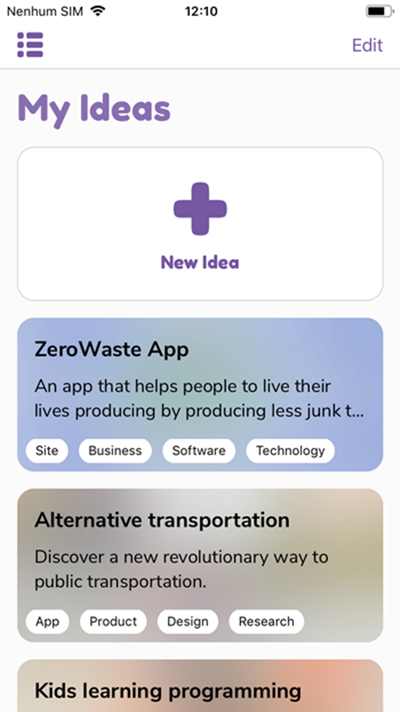 Nenhum SIM 12:10
Edit
My Ideas
New Idea
ZeroWaste App
An app that helps people to live their
lives producing by producing less junk t...
Site Business Software Technology
Alternative transportation
Discover a new revolutionary way to
public transportation.
App Product Design Research
Kids learning programming